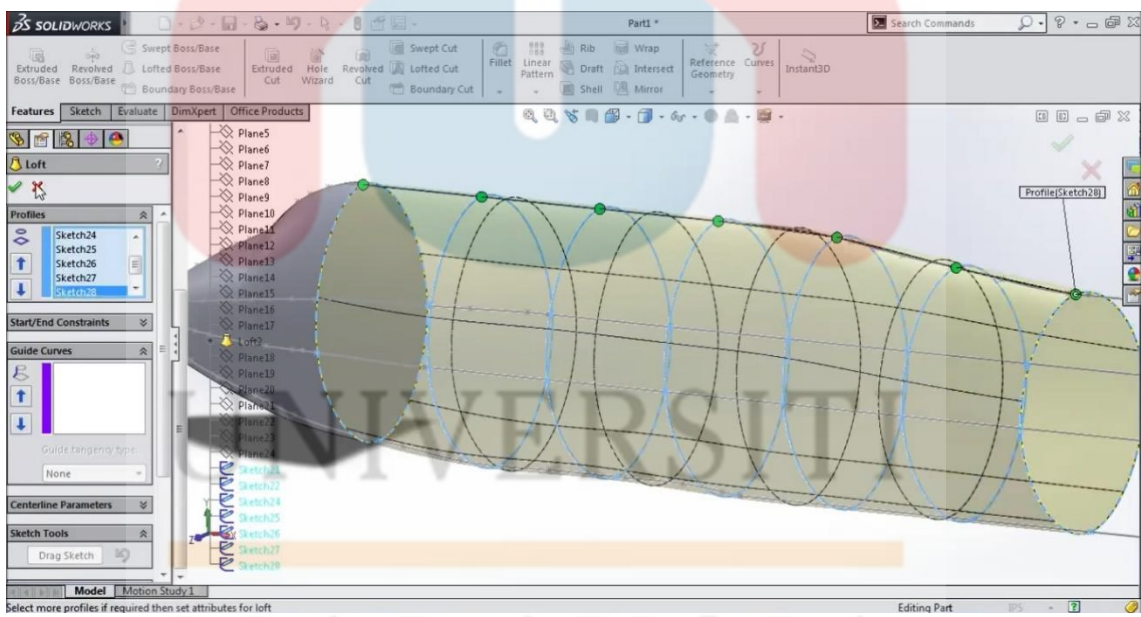 SOLIDWORKS
Part1 *
Search Commands
Extruded Boss/Base
Revolved Boss/Base
Swept Boss/Base
Lofted Boss/Base
Boundary Boss/Base
Extruded Cut
Hole Wizard
Revolved Cut
Swept Cut
Lofted Cut
Boundary Cut
Fillet
Linear Pattern
Rib
Draft
Shell
Wrap
Intersect
Mirror
Reference Geometry
Curves
Instant3D
Features Sketch Evaluate DimXpert Office Products
Loft
?
Profiles
Sketch24
Sketch25
Sketch26
Sketch27
Sketch28
Start/End Constraints
Guide Curves
Guide tangency type:
None
Centerline Parameters
Sketch Tools
Drag Sketch
Plane5
Plane6
Plane7
Plane8
Plane9
Plane10
Plane11
Plane12
Plane13
Plane14
Plane15
Plane16
Plane17
Loft2
Plane18
Plane19
Plane20
Plane21
Plane22
Plane23
Plane24
Sketch21
Sketch22
Sketch24
Sketch25
Sketch26
Sketch27
Sketch28
Profile(Sketch28)
UNIVERSITI
Y
Z
Model Motion Study 1
Select more profiles if required then set attributes for loft
Editing Part
IPS